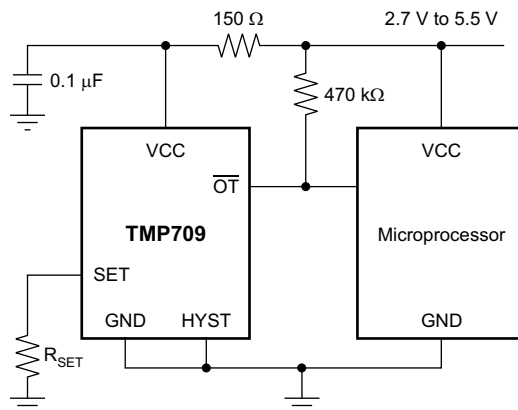 150 Ω
2.7 V to 5.5 V
0.1 μF
470 kΩ
VCC
VCC
OT
TMP709
Microprocessor
SET
GND
HYST
GND
RSET